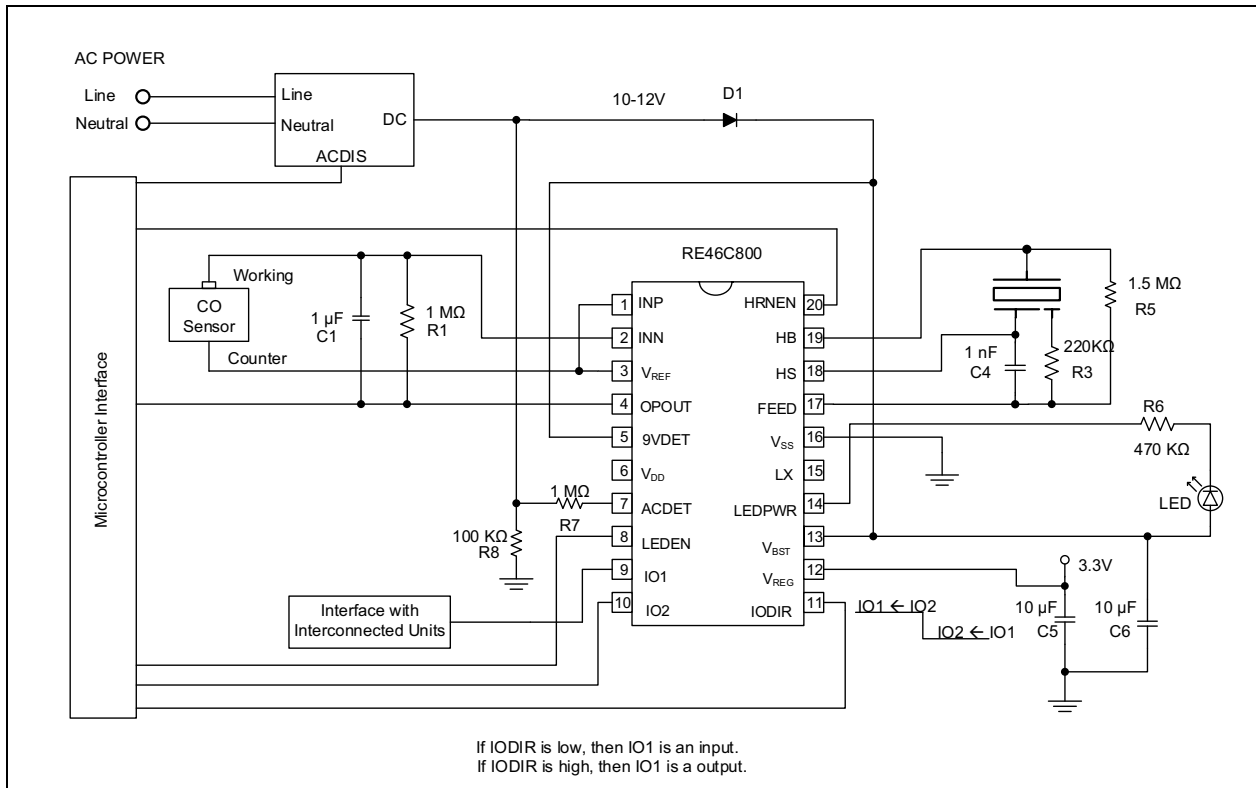 AC POWER
Line
Neutral
Line
Neutral
DC
ACDIS
10-12V
D1
Microcontroller Interface
Working
CO
Sensor
Counter
1 µF
C1
1 MΩ
R1
RE46C800
1 INP
2 INN
3 VREF
4 OPOUT
5 9VDET
6 VDD
7 ACDET
8 LEDEN
9 IO1
10 IO2
HRNEN 20
HB 19
HS 18
FEED 17
VSS 16
LX 15
LEDPWR 14
VBST 13
VREG 12
IODIR 11
1 MΩ
R7
100 KΩ
R8
Interface with
Interconnected Units
1.5 MΩ
R5
1 nF
C4
220KΩ
R3
R6
470 KΩ
LED
3.3V
10 µF
C5
10 µF
C6
IO1 ← IO2
IO2 ← IO1
If IODIR is low, then IO1 is an input.
If IODIR is high, then IO1 is a output.